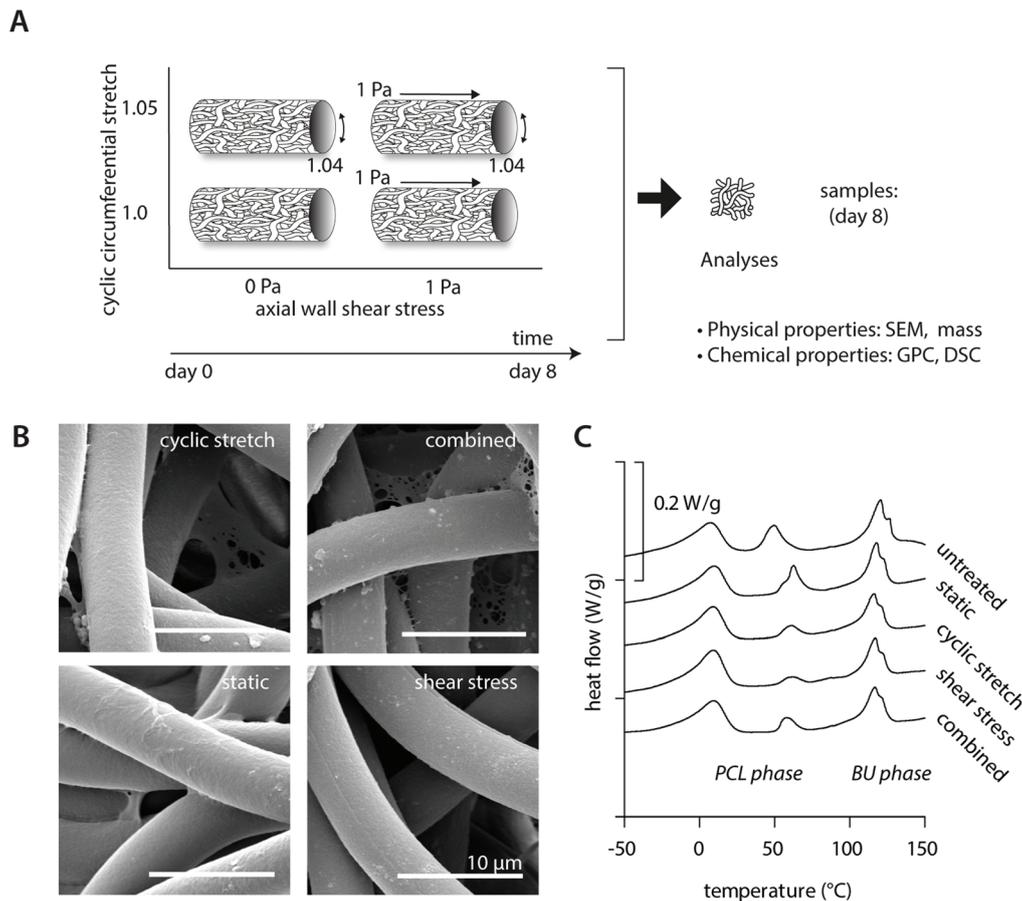 A
cyclic circumferential stretch
1.05
1.0
1 Pa
1.04
1.04
1 Pa
0 Pa
1 Pa
axial wall shear stress
time
day 0
day 8
samples:
(day 8)
Analyses
• Physical properties: SEM, mass
• Chemical properties: GPC, DSC
B
cyclic stretch
combined
static
shear stress
10 µm
C
0.2 W/g
heat flow (W/g)
untreated
static
cyclic stretch
shear stress
combined
PCL phase
BU phase
-50
0
50
100
150
temperature (°C)